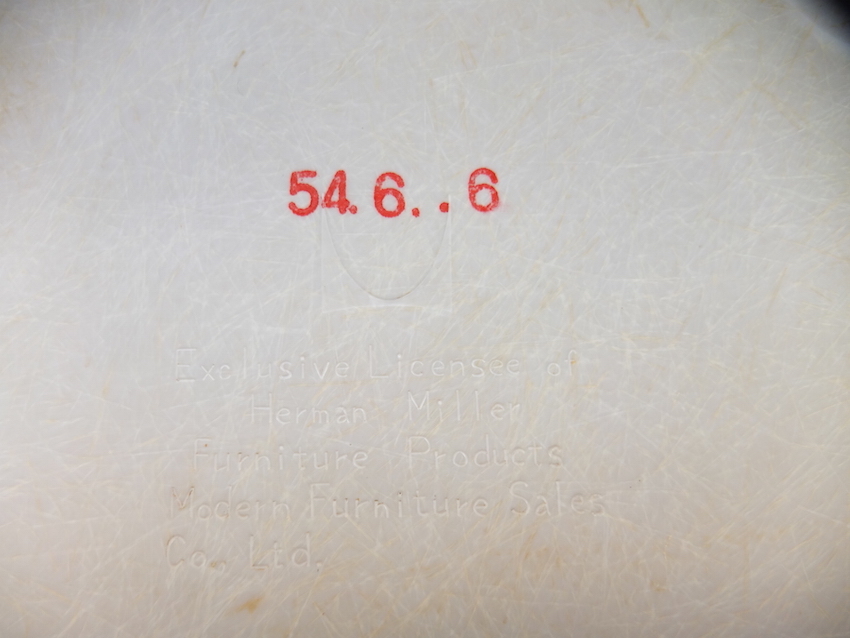 54.6..6
Exclusive Licensee of
Herman Miller
Furniture Products
Modern Furniture Sales
Co., Ltd.